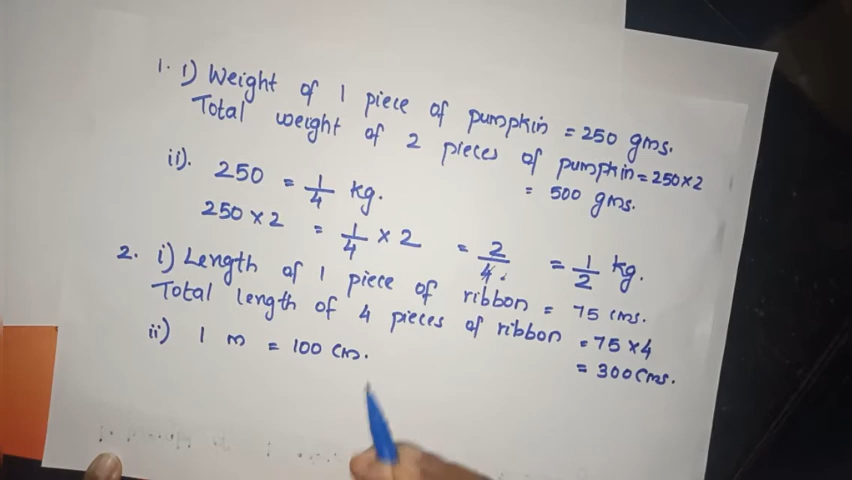 1. i) Weight of 1 piece of pumpkin = 250 gms.
Total weight of 2 pieces of pumpkin = 250 × 2
= 500 gms.
ii). 250 = 1/4 kg.
250 × 2 = 1/4 × 2 = 2/4 = 1/2 kg.
2. i) Length of 1 piece of ribbon = 75 cms.
Total length of 4 pieces of ribbon = 75 × 4
= 300 cms.
ii) 1 m = 100 cm.